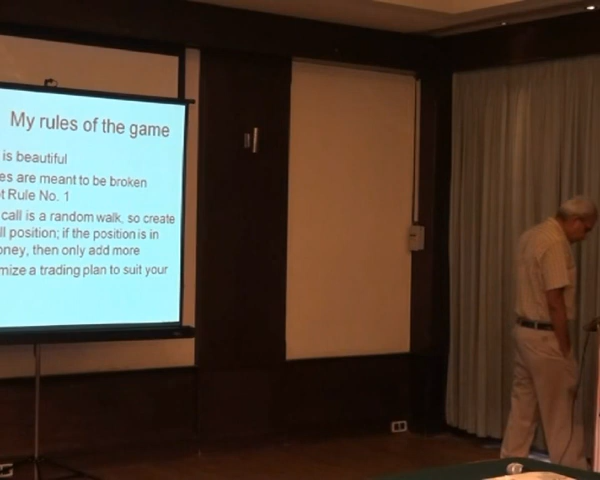 My rules of the game
is beautiful
es are meant to be broken
t Rule No. 1
call is a random walk, so create
ll position; if the position is in
oney, then only add more
mize a trading plan to suit your